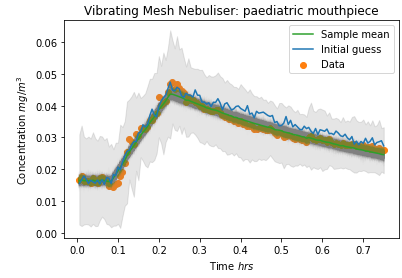 Vibrating Mesh Nebuliser: paediatric mouthpiece
Sample mean
Initial guess
Data
Concentration mg/m³
0.06
0.05
0.04
0.03
0.02
0.01
0.00
0.0 0.1 0.2 0.3 0.4 0.5 0.6 0.7
Time hrs